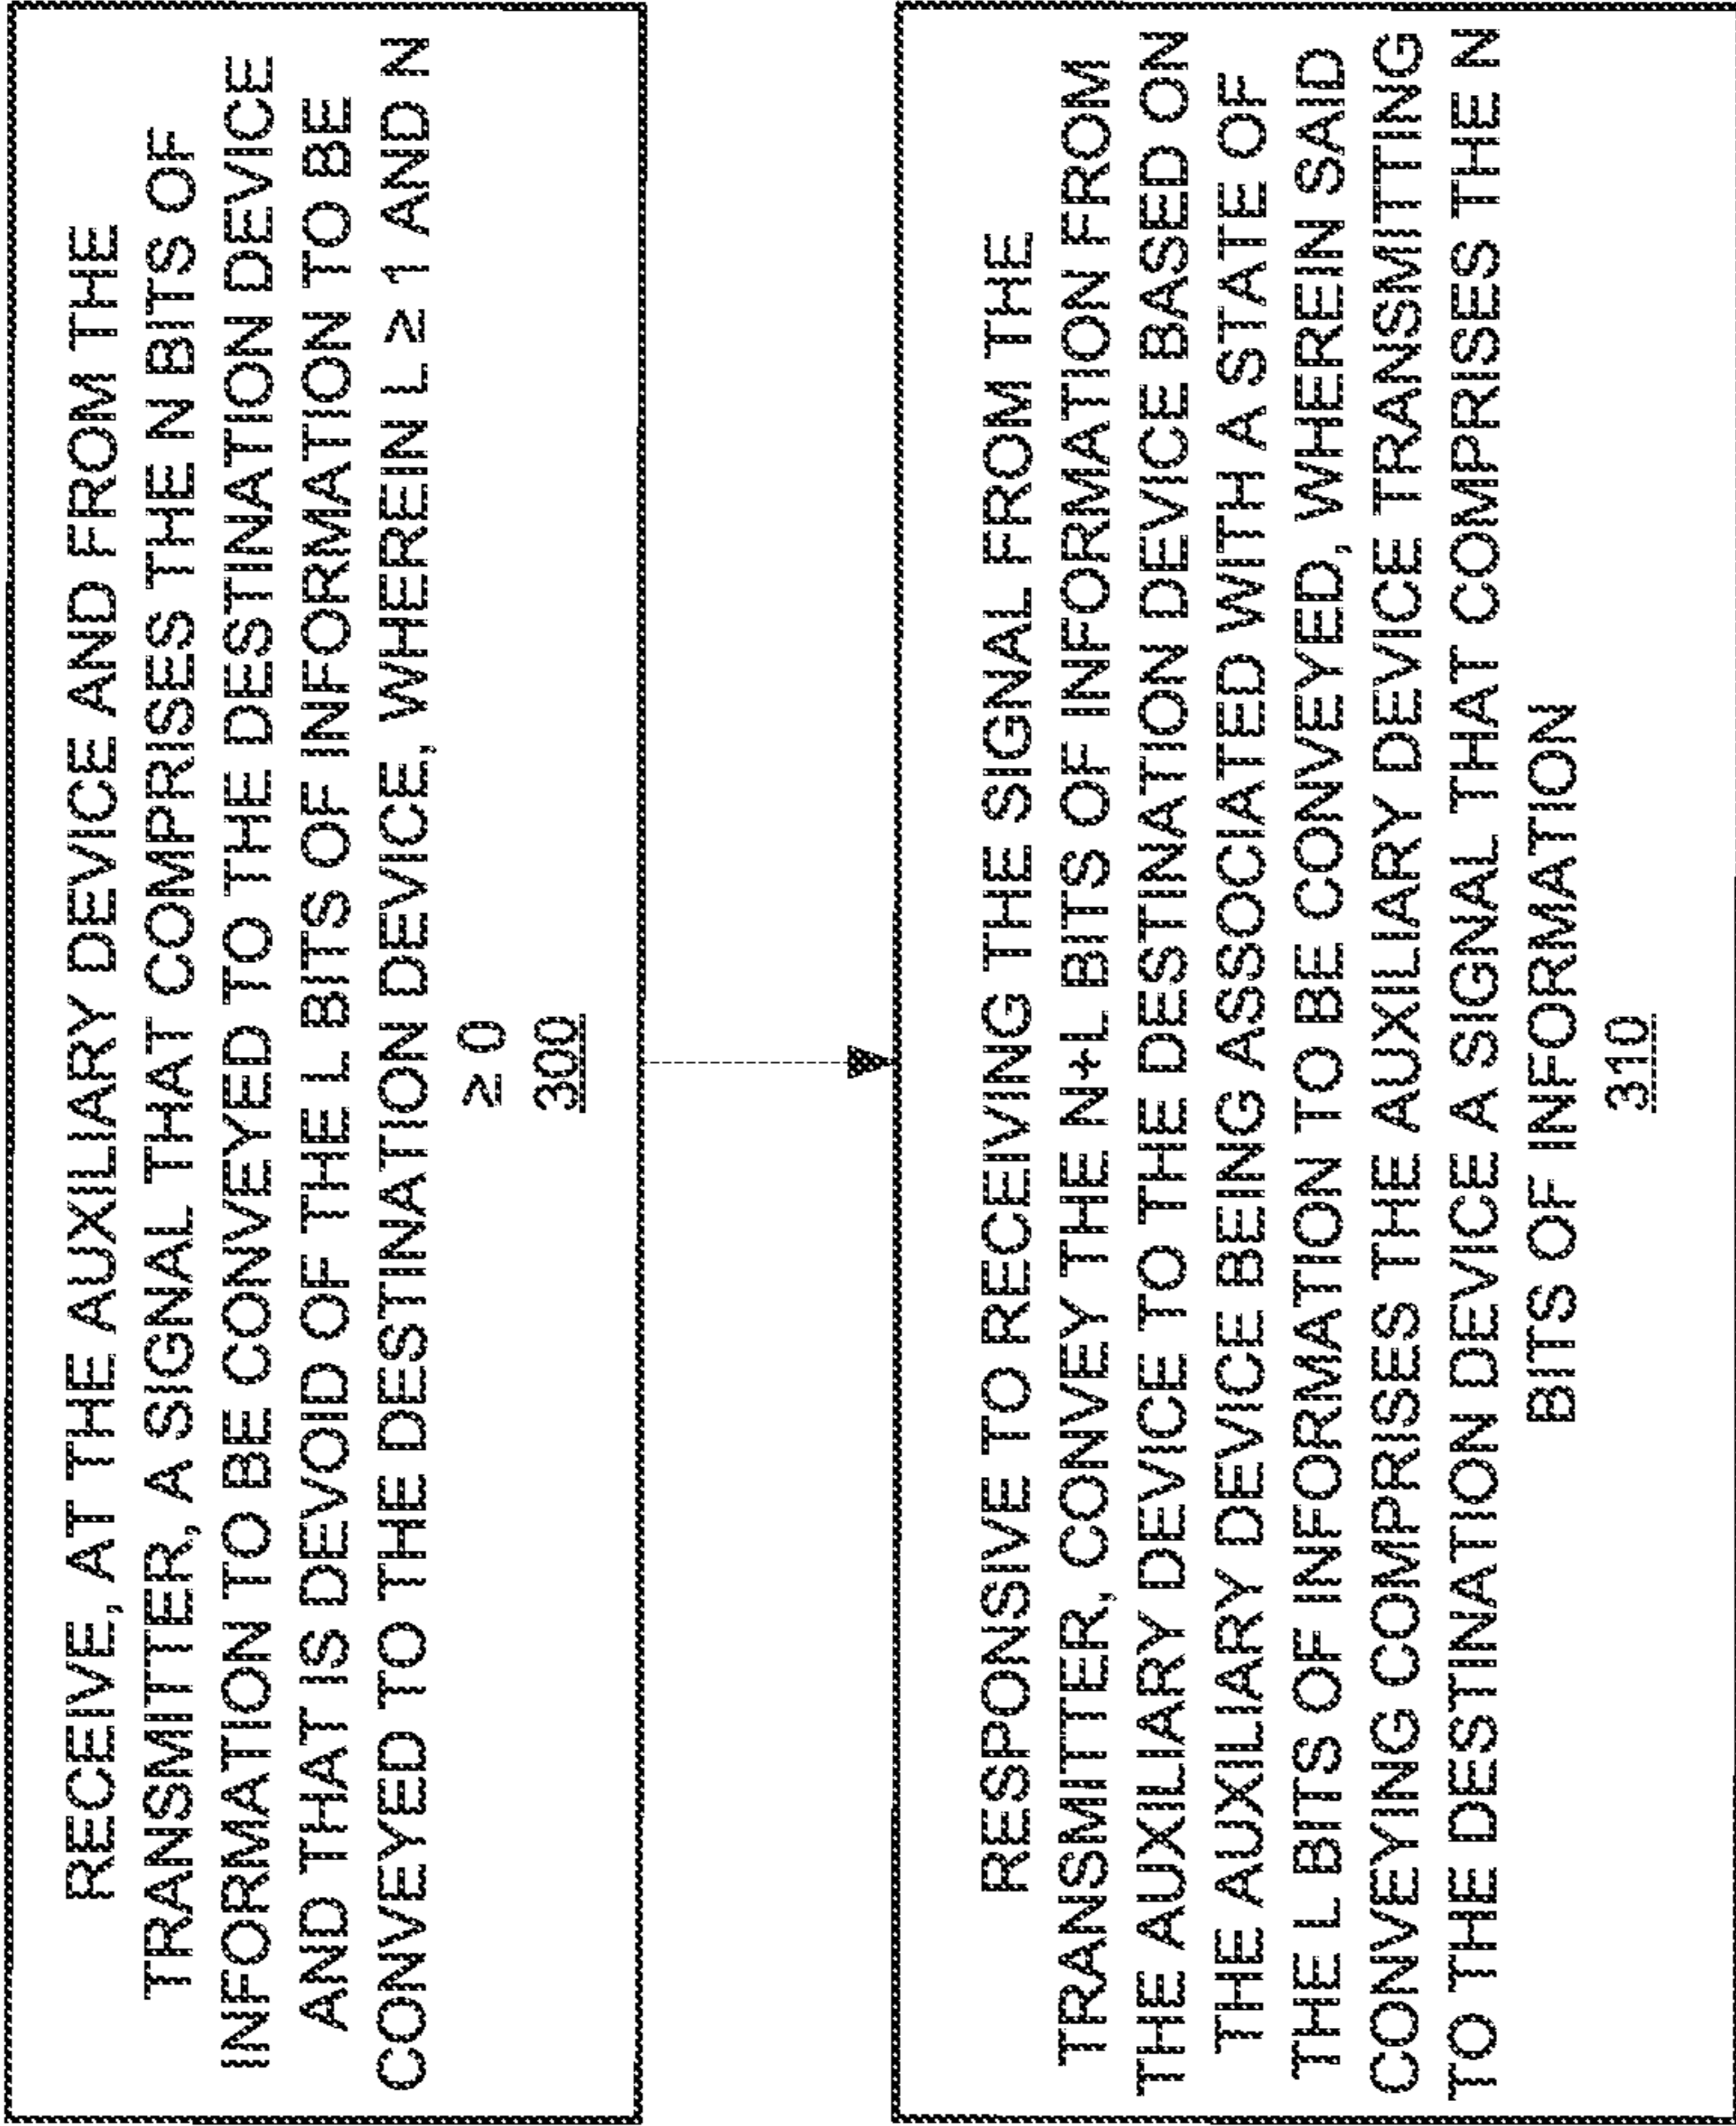 RECEIVE, AT THE AUXILIARY DEVICE AND FROM THE
TRANSMITTER, A SIGNAL THAT COMPRISES THE N BITS OF
INFORMATION TO BE CONVEYED TO THE DESTINATION DEVICE
AND THAT IS DEVOID OF THE L BITS OF INFORMATION TO BE
CONVEYED TO THE DESTINATION DEVICE, WHEREIN L ≥ 1 AND N
≥ 0
300
RESPONSIVE TO RECEIVING THE SIGNAL FROM THE
TRANSMITTER, CONVEY THE N+L BITS OF INFORMATION FROM
THE AUXILIARY DEVICE TO THE DESTINATION DEVICE BASED ON
THE AUXILIARY DEVICE BEING ASSOCIATED WITH A STATE OF
THE L BITS OF INFORMATION TO BE CONVEYED, WHEREIN SAID
CONVEYING COMPRISES THE AUXILIARY DEVICE TRANSMITTING
TO THE DESTINATION DEVICE A SIGNAL THAT COMPRISES THE N
BITS OF INFORMATION
310